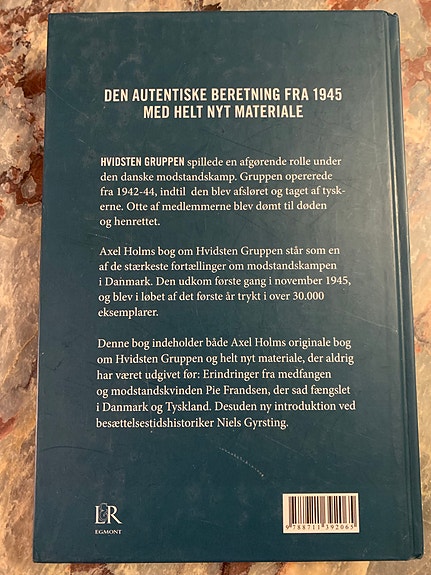 DEN AUTENTISKE BERETNING FRA 1945
MED HELT NYT MATERIALE
HVIDSTEN GRUPPEN spillede en afgørende rolle under
den danske modstandskamp. Gruppen opererede
fra 1942-44, indtil den blev afsløret og taget af tysk-
erne. Otte af medlemmerne blev dømt til døden
og henrettet.
Axel Holms bog om Hvidsten Gruppen står som en
af de stærkeste fortællinger om modstandskampen
i Danmark. Den udkom første gang i november 1945,
og blev i løbet af det første år trykt i over 30.000
eksemplarer.
Denne bog indeholder både Axel Holms originale bog
om Hvidsten Gruppen og helt nyt materiale, der aldrig
har været udgivet før: Erindringer fra medfangen
og modstandskvinden Pie Frandsen, der sad fængslet
i Danmark og Tyskland. Desuden ny introduktion ved
besættelsestidshistoriker Niels Gyrsting.
L&R
EGMONT
9 788711 392065